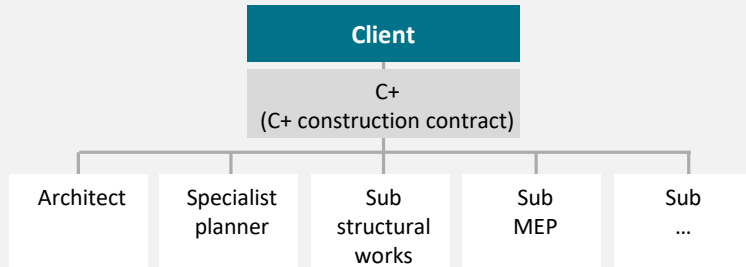 Client
C+
(C+ construction contract)
Architect
Specialist
planner
Sub
structural
works
Sub
MEP
Sub
…